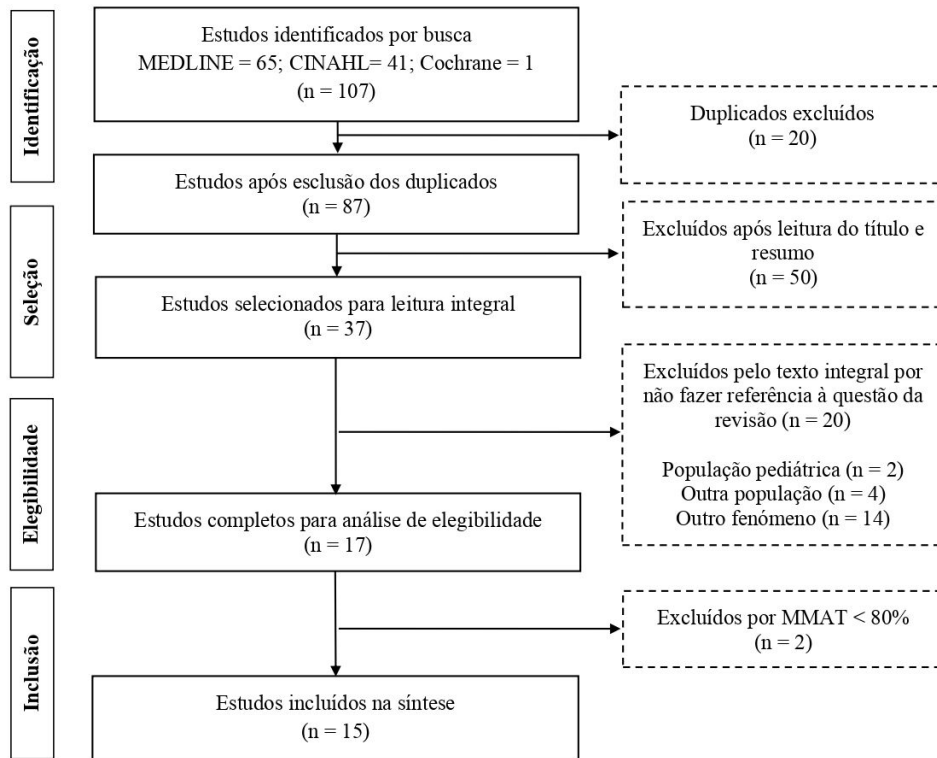 Identificação
Estudos identificados por busca
MEDLINE = 65; CINAHL= 41; Cochrane = 1
(n = 107)
Duplicados excluídos
(n = 20)
Estudos após esclusão dos duplicados
(n = 87)
Seleção
Excluídos após leitura do título e
resumo
(n = 50)
Estudos selecionados para leitura integral
(n = 37)
Elegibilidade
Excluídos pelo texto integral por
não fazer referência à questão da
revisão (n = 20)
População pediátrica (n = 2)
Outra população (n = 4)
Outro fenómeno (n = 14)
Estudos completos para análise de elegibilidade
(n = 17)
Inclusão
Excluídos por MMAT < 80%
(n = 2)
Estudos incluídos na síntese
(n = 15)